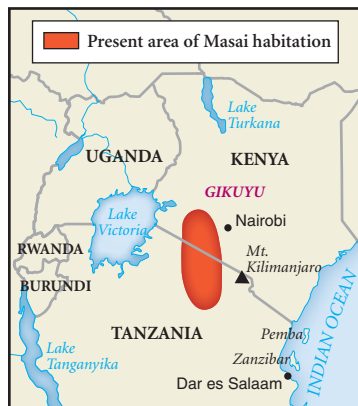 Present area of Masai habitation
Lake
Turkana
UGANDA
KENYA
GIKUYU
Lake
Victoria
Nairobi
RWANDA
Mt.
Kilimanjaro
BURUNDI
TANZANIA
Pemba
Lake
Tanganyika
Zanzibar
Dar es Salaam
INDIAN OCEAN